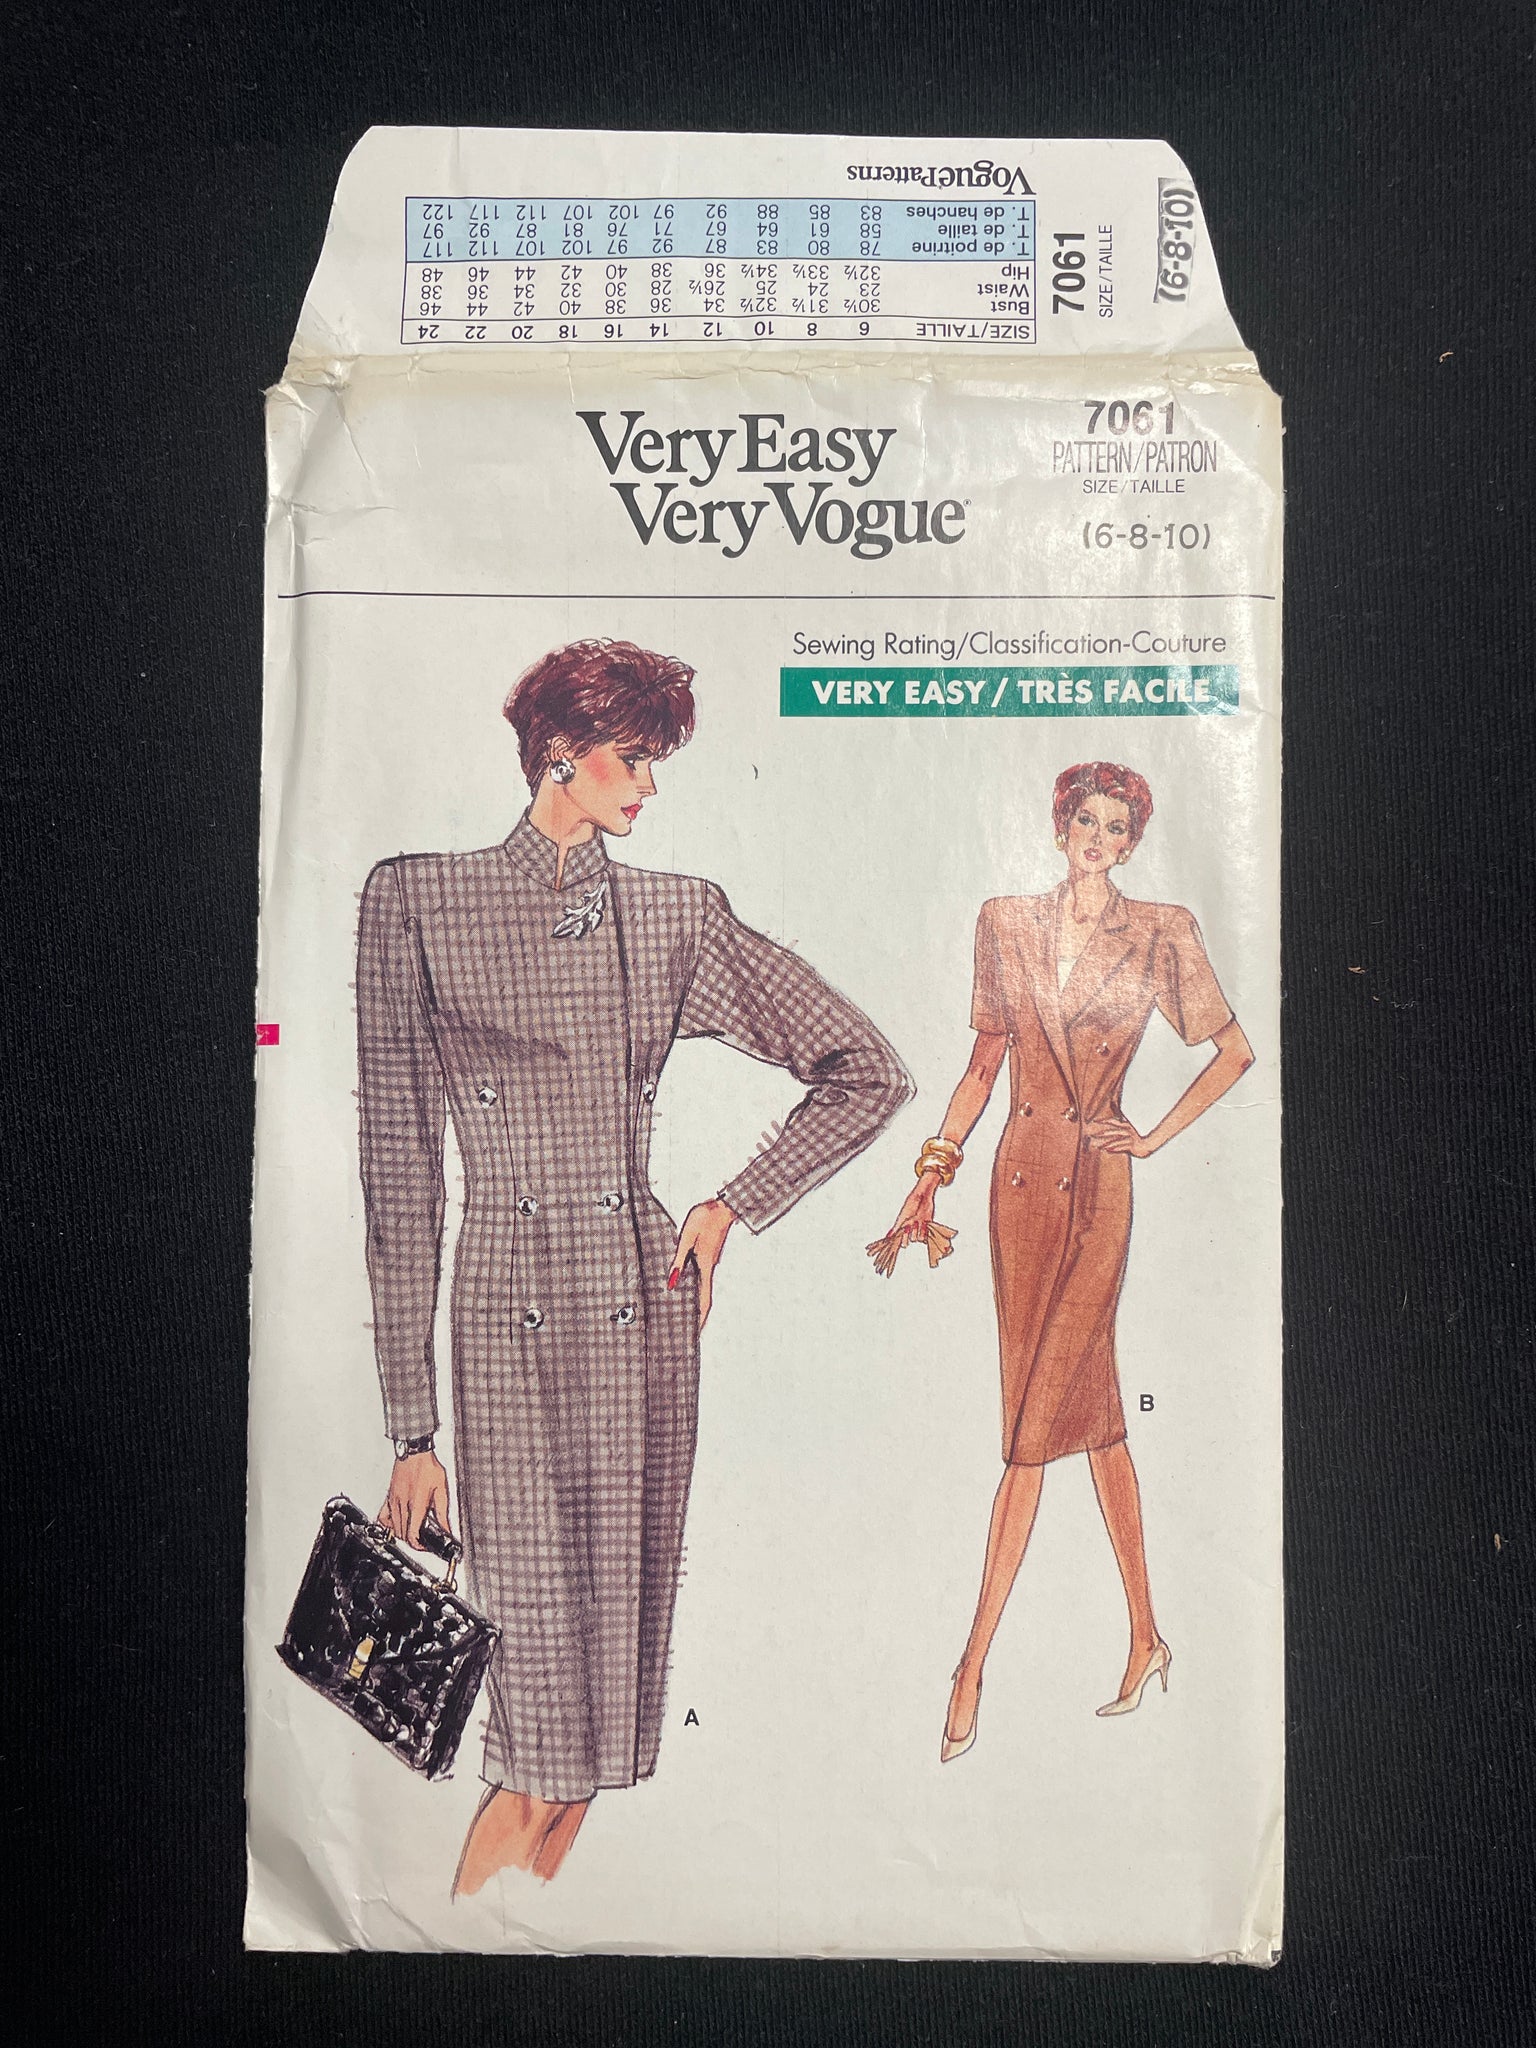 VoguePatterns
SIZE/TAILLE 6 8 10 12 14 16 18 20 22 24
Bust 30½ 31½ 32½ 34 36 38 40 42 44 46
Waist 23 24 25 26½ 28 30 32 34 36 38
Hip 32½ 33½ 34½ 36 38 40 42 44 46 48
T. de poitrine 78 80 83 87 92 97 102 107 112 117
T. de taille 58 61 64 67 71 76 81 87 92 97
T. de hanches 83 85 88 92 97 102 107 112 117 122
7061
SIZE/TAILLE
(6-8-10)
Very Easy
Very Vogue®
7061
PATTERN/PATRON
SIZE/TAILLE
(6-8-10)
Sewing Rating/Classification-Couture
VERY EASY / TRÈS FACILE
B
A